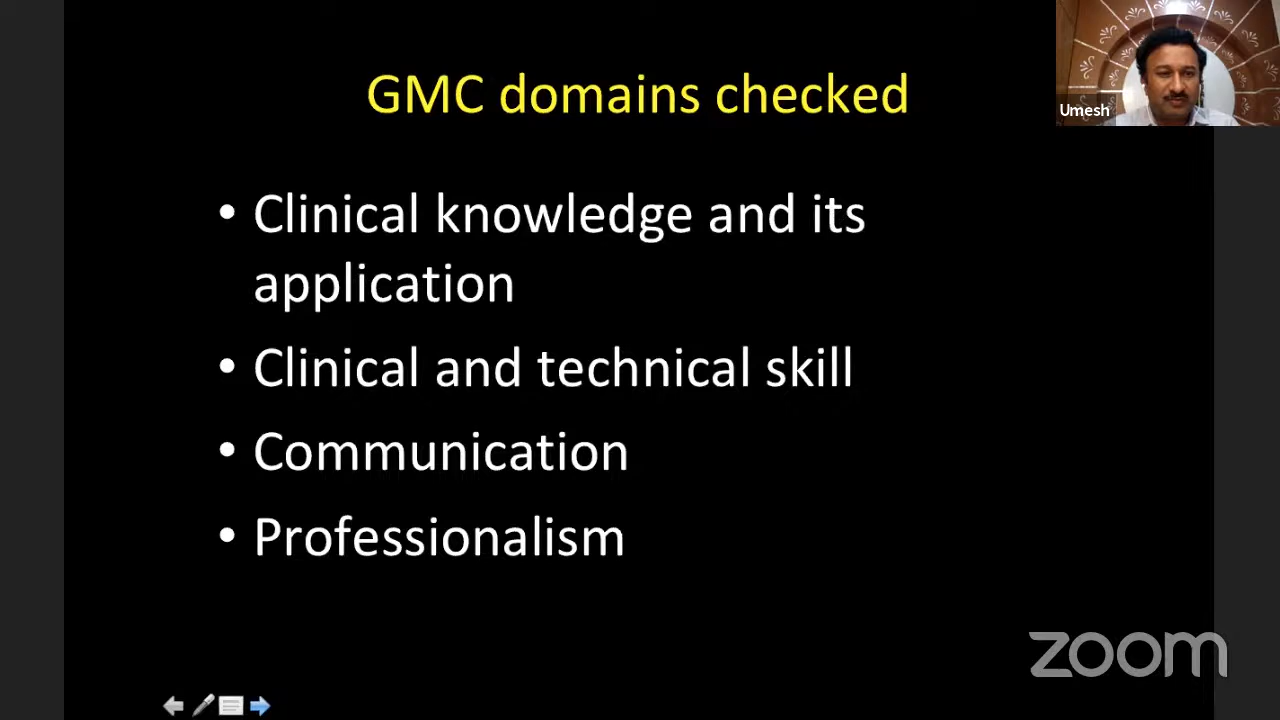 GMC domains checked
Umesh
• Clinical knowledge and its
application
• Clinical and technical skill
• Communication
• Professionalism
zoom